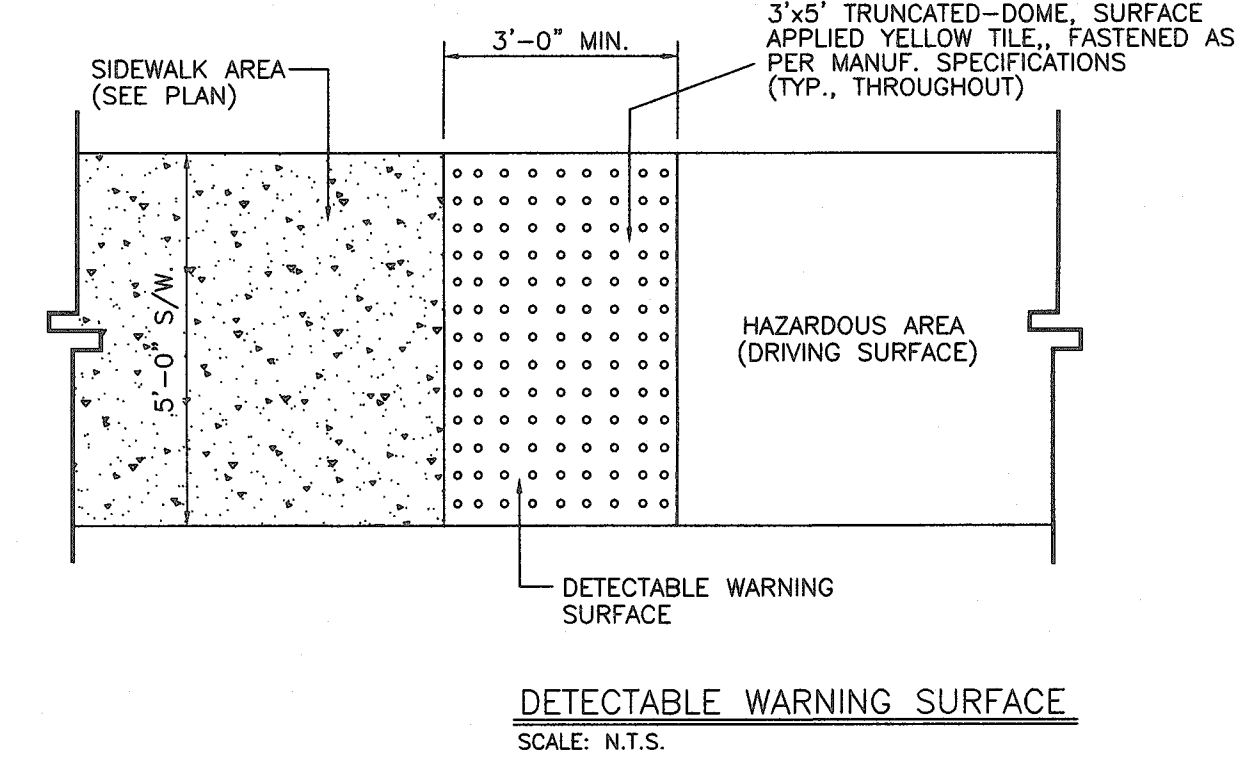 3'x5' TRUNCATED-DOME, SURFACE
APPLIED YELLOW TILE,, FASTENED AS
PER MANUF. SPECIFICATIONS
(TYP., THROUGHOUT)
3'-0" MIN.
SIDEWALK AREA
(SEE PLAN)
5'-0" S/W.
HAZARDOUS AREA
(DRIVING SURFACE)
DETECTABLE WARNING
SURFACE
DETECTABLE WARNING SURFACE
SCALE: N.T.S.